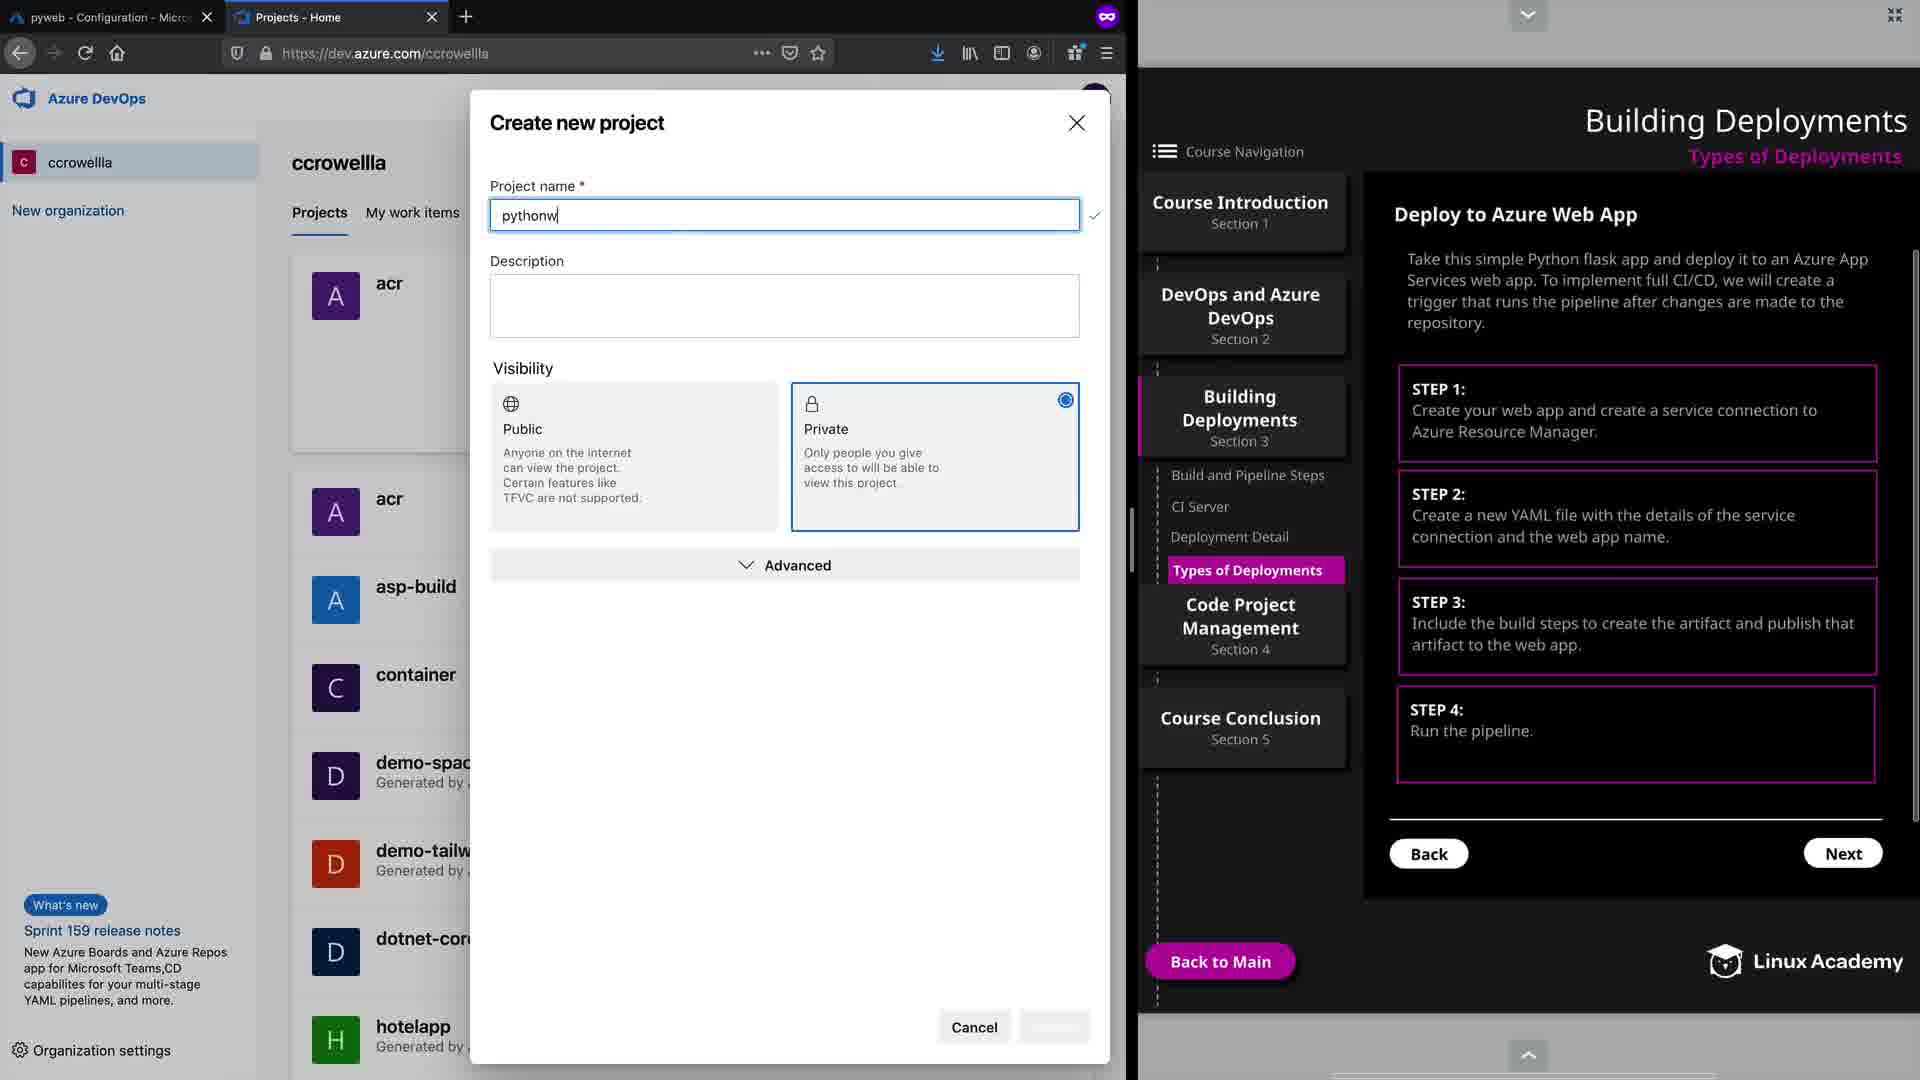 pyweb - Configuration - Micro
Projects - Home
https://dev.azure.com/ccrowellla
Azure DevOps
C
ccrowellla
New organization
What's new
Sprint 159 release notes
New Azure Boards and Azure Repos
app for Microsoft Teams,CD
capabilites for your multi-stage
YAML pipelines, and more.
Organization settings
ccrowellla
Projects
My work items
A
acr
A
acr
A
asp-build
C
container
D
demo-spac
Generated by
D
demo-tailw
Generated by
D
dotnet-core
H
hotelapp
Generated by
Create new project
Project name *
pythonw
Description
Visibility
Public
Anyone on the internet
can view the project.
Certain features like
TFVC are not supported.
Private
Only people you give
access to will be able to
view this project.
Advanced
Cancel
Building Deployments
Types of Deployments
Course Navigation
Course Introduction
Section 1
DevOps and Azure
DevOps
Section 2
Building
Deployments
Section 3
Build and Pipeline Steps
CI Server
Deployment Detail
Types of Deployments
Code Project
Management
Section 4
Course Conclusion
Section 5
Back to Main
Deploy to Azure Web App
Take this simple Python flask app and deploy it to an Azure App
Services web app. To implement full CI/CD, we will create a
trigger that runs the pipeline after changes are made to the
repository.
STEP 1:
Create your web app and create a service connection to
Azure Resource Manager.
STEP 2:
Create a new YAML file with the details of the service
connection and the web app name.
STEP 3:
Include the build steps to create the artifact and publish that
artifact to the web app.
STEP 4:
Run the pipeline.
Back
Next
Linux Academy